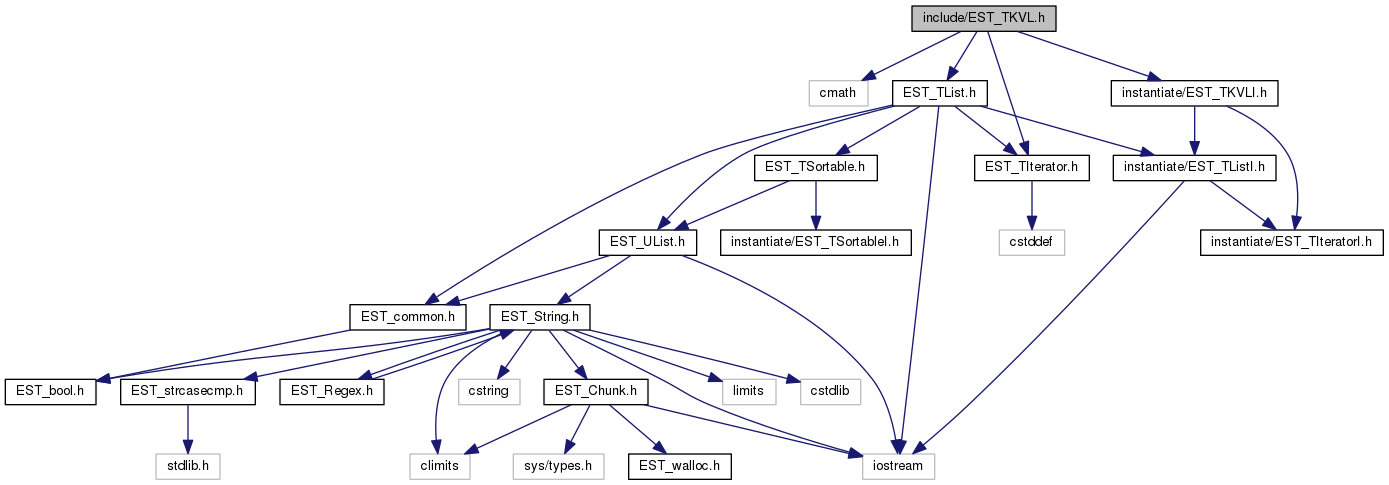 include/EST_TKVL.h
cmath
EST_TList.h
instantiate/EST_TKVLI.h
EST_TSortable.h
EST_TIterator.h
instantiate/EST_TListI.h
EST_UList.h
instantiate/EST_TSortableI.h
cstddef
instantiate/EST_TIteratorI.h
EST_common.h
EST_String.h
EST_bool.h
EST_strcasecmp.h
EST_Regex.h
cstring
EST_Chunk.h
limits
cstdlib
stdlib.h
climits
sys/types.h
EST_walloc.h
iostream